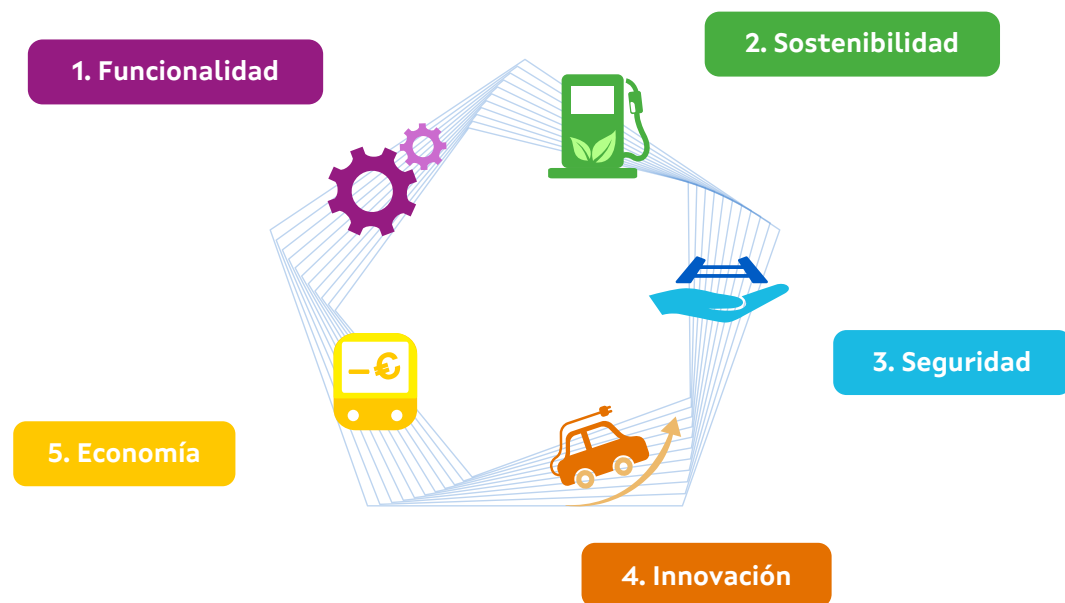 1. Funcionalidad
2. Sostenibilidad
3. Seguridad
4. Innovación
5. Economía
–€